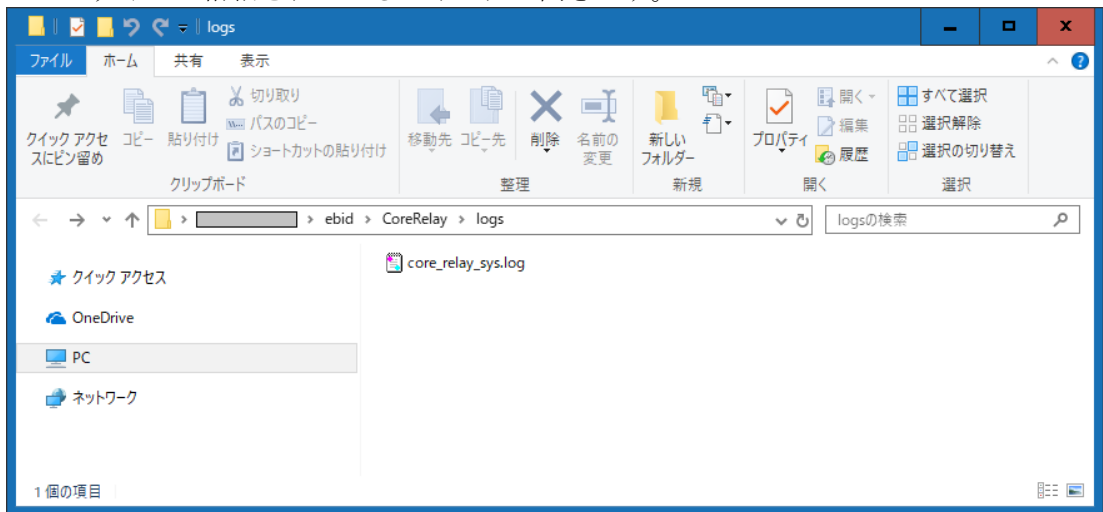 logs
ファイル ホーム 共有 表示
クイック アクセスにピン留め
コピー
貼り付け
切り取り
パスのコピー
ショートカットの貼り付け
クリップボード
移動先
コピー先
削除
名前の変更
整理
新しいフォルダー
新規
プロパティ
開く
編集
履歴
開く
すべて選択
選択解除
選択の切り替え
選択
ebid > CoreRelay > logs
logsの検索
クイック アクセス
core_relay_sys.log
OneDrive
PC
ネットワーク
1 個の項目